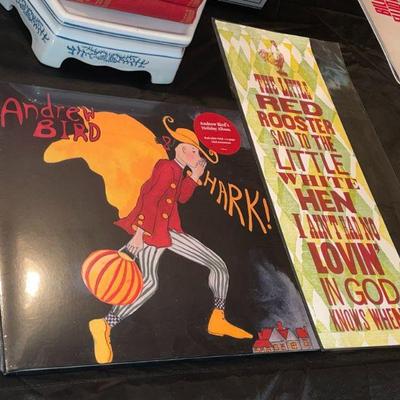 Andrew
BIRD
HARK!
Andrew Bird's
Holiday Album
THE LITTLE
RED
ROOSTER
SAID TO THE
LITTLE
WHITE
HEN
I AIN'T HAD NO
LOVIN'
IN GOD
KNOWS WHEN